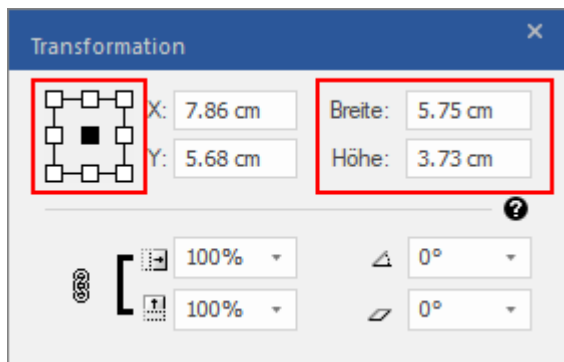 Transformation
X: 7.86 cm Breite: 5.75 cm
Y: 5.68 cm Höhe: 3.73 cm
100% 0°
100% 0°